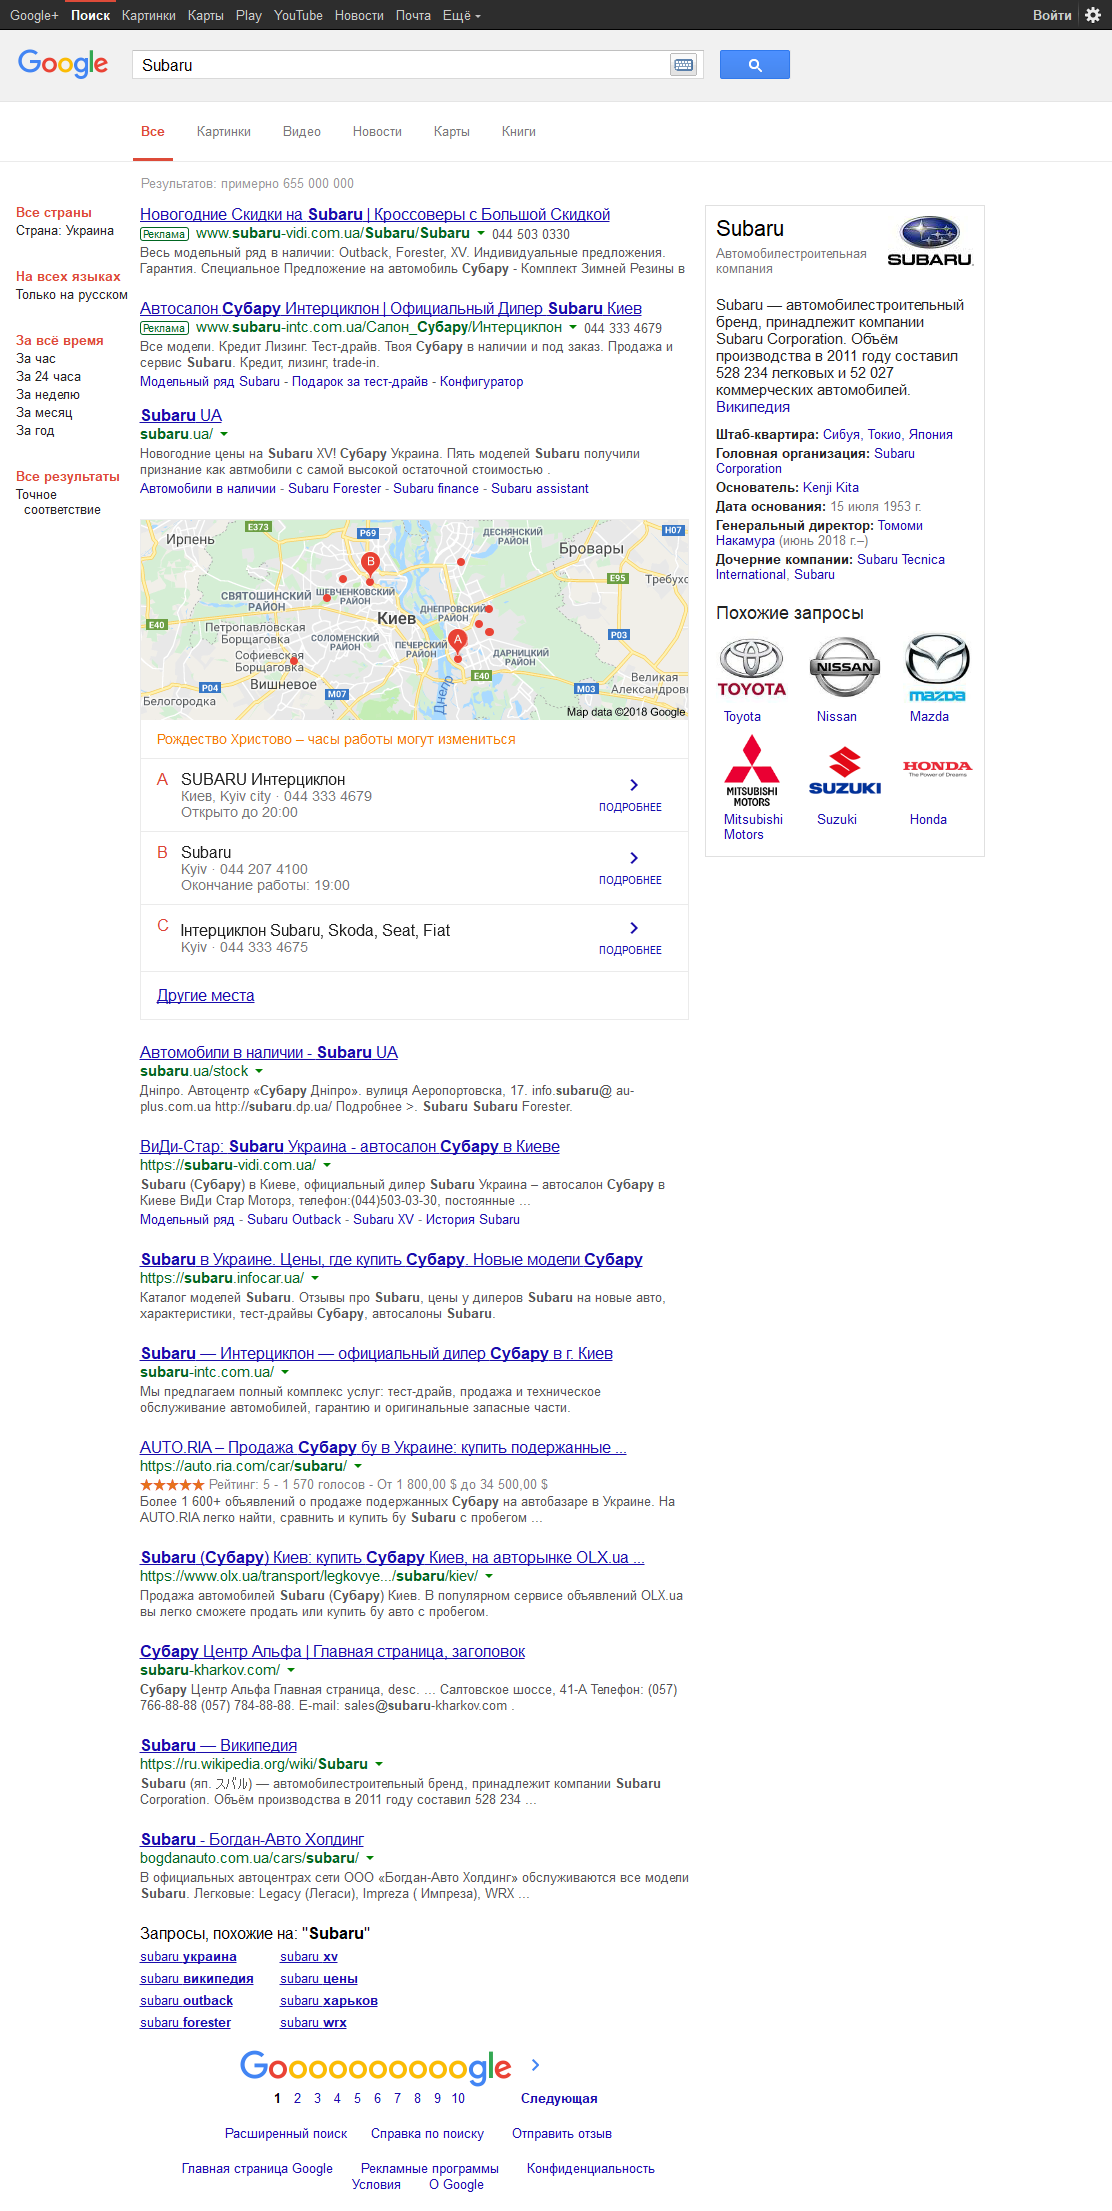 Google+ Поиск Картинки Карты Play YouTube Новости Почта Ещё Войти
Google
Subaru
Все Картинки Видео Новости Карты Книги
Результатов: примерно 655 000 000
Все страны
Страна: Украина
На всех языках
Только на русском
За всё время
За час
За 24 часа
За неделю
За месяц
За год
Все результаты
Точное
соответствие
Новогодние Скидки на Subaru | Кроссоверы с Большой Скидкой
Реклама www.subaru-vidi.com.ua/Subaru/Subaru 044 503 0330
Весь модельный ряд в наличии: Outback, Forester, XV. Индивидуальные предложения.
Гарантия. Специальное Предложение на автомобиль Субару - Комплект Зимней Резины в
Автосалон Субару Интерциклон | Официальный Дилер Subaru Киев
Реклама www.subaru-intc.com.ua/Салон_Субару/Интерциклон 044 333 4679
Все модели. Кредит Лизинг. Тест-драйв. Твоя Субару в наличии и под заказ. Продажа и
сервис Subaru. Кредит, лизинг, trade-in.
Модельный ряд Subaru - Подарок за тест-драйв - Конфигуратор
Subaru UA
subaru.ua/
Новогодние цены на Subaru XV! Субару Украина. Пять моделей Subaru получили
признание как автмобили с самой высокой остаточной стоимостью .
Автомобили в наличии - Subaru Forester - Subaru finance - Subaru assistant
E373
Ирпень
P69
ДЕСНЯНСКИЙ
РАЙОН
H07
Бровары
B
E95
Требухо
СВЯТОШИНСКИЙ
РАЙОН
ШЕВЧЕНКОВСКИЙ
РАЙОН
ДНЕПРОВСКИЙ
РАЙОН
Киев
E40
Петропавловская
Борщаговка
СОЛОМЕНСКИЙ
РАЙОН
ПЕЧЕРСКИЙ
РАЙОН
A
P03
Софиевская
Борщаговка
ДАРНИЦКИЙ
РАЙОН
Вишневое
E40
Великая
Александровк
P04
M07
M03
Белогородка
Днепр
Map data ©2018 Google
Рождество Христово – часы работы могут измениться
A SUBARU Интерциклон
Киев, Kyiv city · 044 333 4679
Открыто до 20:00
ПОДРОБНЕЕ
B Subaru
Kyiv · 044 207 4100
Окончание работы: 19:00
ПОДРОБНЕЕ
C Інтерциклон Subaru, Skoda, Seat, Fiat
Kyiv · 044 333 4675
ПОДРОБНЕЕ
Другие места
Автомобили в наличии - Subaru UA
subaru.ua/stock
Дніпро. Автоцентр «Субару Дніпро». вулиця Аеропортовська, 17. info.subaru@ au-
plus.com.ua http://subaru.dp.ua/ Подробнее >. Subaru Subaru Forester.
ВиДи-Стар: Subaru Украина - автосалон Субару в Киеве
https://subaru-vidi.com.ua/
Subaru (Субару) в Киеве, официальный дилер Subaru Украина – автосалон Субару в
Киеве ВиДи Стар Моторз, телефон:(044)503-03-30, постоянные ...
Модельный ряд - Subaru Outback - Subaru XV - История Subaru
Subaru в Украине. Цены, где купить Субару. Новые модели Субару
https://subaru.infocar.ua/
Каталог моделей Subaru. Отзывы про Subaru, цены у дилеров Subaru на новые авто,
характеристики, тест-драйвы Субару, автосалоны Subaru.
Subaru — Интерциклон — официальный дилер Субару в г. Киев
subaru-intc.com.ua/
Мы предлагаем полный комплекс услуг: тест-драйв, продажа и техническое
обслуживание автомобилей, гарантию и оригинальные запасные части.
AUTO.RIA – Продажа Субару бу в Украине: купить подержанные ...
https://auto.ria.com/car/subaru/
Рейтинг: 5 - 1 570 голосов - От 1 800,00 $ до 34 500,00 $
Более 1 600+ объявлений о продаже подержанных Субару на автобазаре в Украине. На
AUTO.RIA легко найти, сравнить и купить бу Subaru с пробегом ...
Subaru (Субару) Киев: купить Субару Киев, на авторынке OLX.ua ...
https://www.olx.ua/transport/legkovye.../subaru/kiev/
Продажа автомобилей Subaru (Субару) Киев. В популярном сервисе объявлений OLX.ua
вы легко сможете продать или купить бу авто с пробегом.
Субару Центр Альфа | Главная страница, заголовок
subaru-kharkov.com/
Субару Центр Альфа Главная страница, desc. ... Салтовское шоссе, 41-А Телефон: (057)
766-88-88 (057) 784-88-88. E-mail: sales@subaru-kharkov.com .
Subaru — Википедия
https://ru.wikipedia.org/wiki/Subaru
Subaru (яп. スバル) — автомобилестроительный бренд, принадлежит компании Subaru
Corporation. Объём производства в 2011 году составил 528 234 ...
Subaru - Богдан-Авто Холдинг
bogdanauto.com.ua/cars/subaru/
В официальных автоцентрах сети ООО «Богдан-Авто Холдинг» обслуживаются все модели
Subaru. Легковые: Legacy (Легаси), Impreza ( Импреза), WRX ...
Запросы, похожие на: "Subaru"
subaru украина subaru xv
subaru википедия subaru цены
subaru outback subaru харьков
subaru forester subaru wrx
Goooooooooogle
1 2 3 4 5 6 7 8 9 10 Следующая
Расширенный поиск Справка по поиску Отправить отзыв
Главная страница Google Рекламные программы Конфиденциальность
Условия О Google
Subaru
Автомобилестроительная
компания
SUBARU
Subaru — автомобилестроительный
бренд, принадлежит компании
Subaru Corporation. Объём
производства в 2011 году составил
528 234 легковых и 52 027
коммерческих автомобилей.
Википедия
Штаб-квартира: Сибуя, Токио, Япония
Головная организация: Subaru
Corporation
Основатель: Kenji Kita
Дата основания: 15 июля 1953 г.
Генеральный директор: Томоми
Накамура (июнь 2018 г.–)
Дочерние компании: Subaru Tecnica
International, Subaru
Похожие запросы
TOYOTA NISSAN mazda
Toyota Nissan Mazda
MITSUBISHI
MOTORS
SUZUKI
HONDA
The Power of Dreams
Mitsubishi
Motors
Suzuki Honda